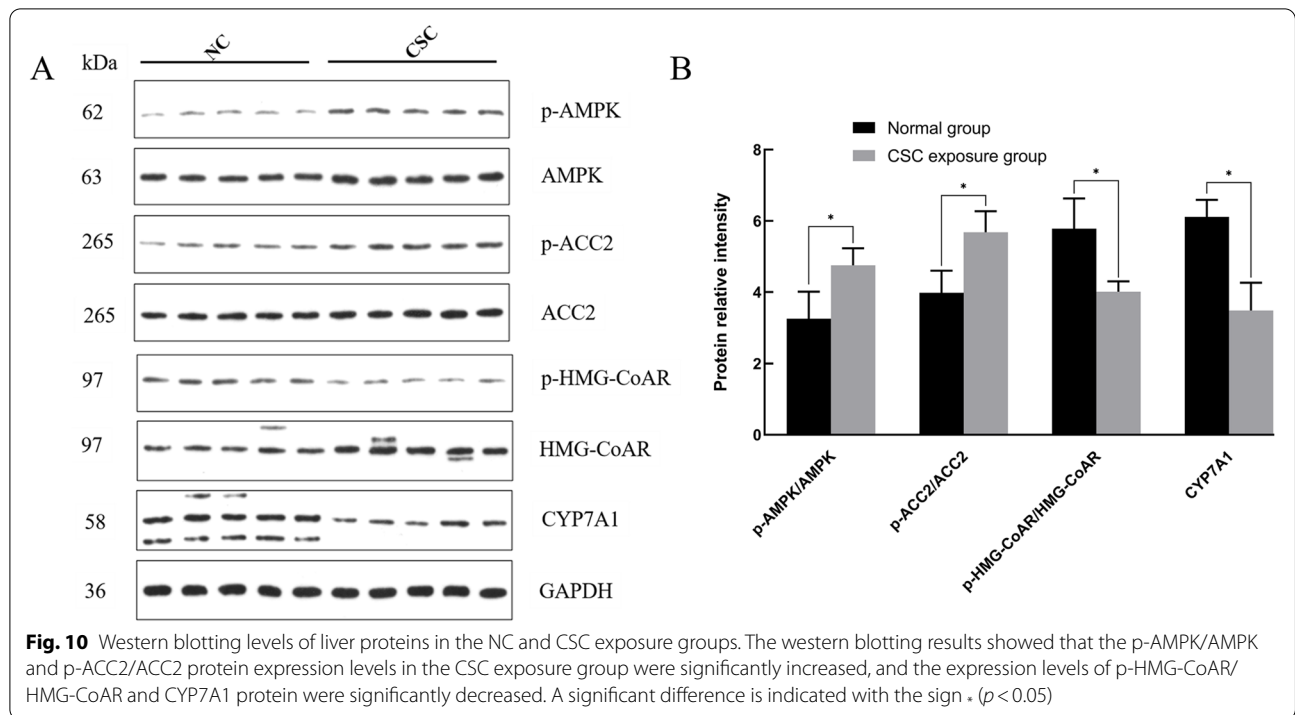 A
kDa
NC
CSC
62
p-AMPK
63
AMPK
265
p-ACC2
265
ACC2
97
p-HMG-CoAR
97
HMG-CoAR
58
CYP7A1
36
GAPDH
B
Normal group
CSC exposure group
Protein relative intensity
8
6
4
2
0
*
*
*
*
p-AMPK/AMPK
p-ACC2/ACC2
p-HMG-CoAR/HMG-CoAR
CYP7A1
Fig. 10 Western blotting levels of liver proteins in the NC and CSC exposure groups. The western blotting results showed that the p-AMPK/AMPK
and p-ACC2/ACC2 protein expression levels in the CSC exposure group were significantly increased, and the expression levels of p-HMG-CoAR/
HMG-CoAR and CYP7A1 protein were significantly decreased. A significant difference is indicated with the sign * (p < 0.05)